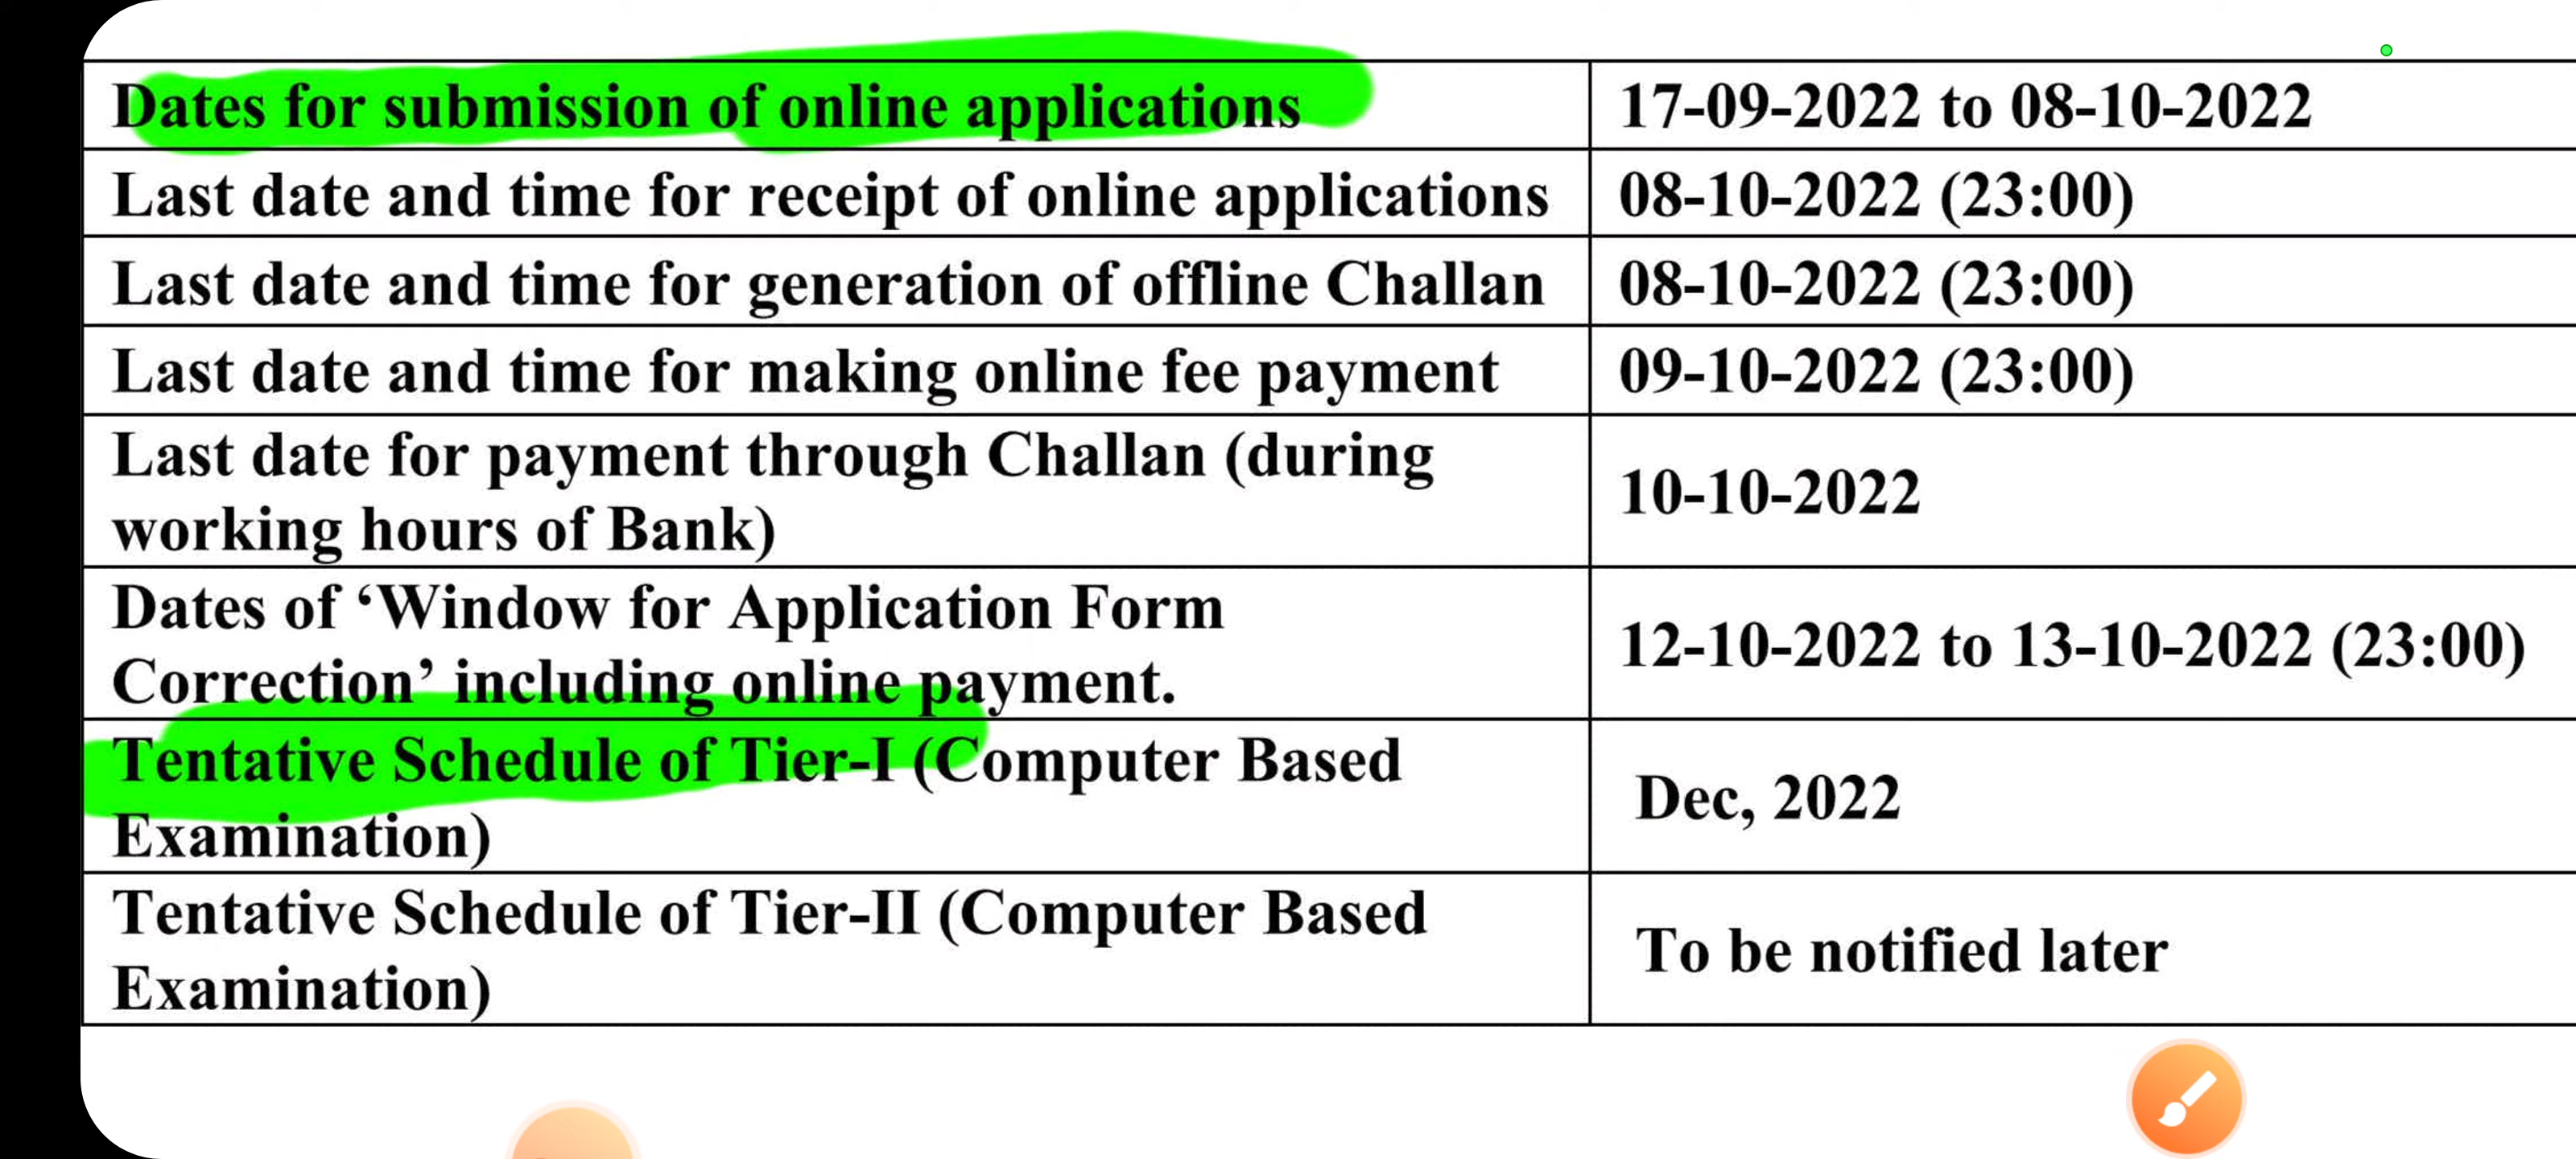 Dates for submission of online applications
17-09-2022 to 08-10-2022
Last date and time for receipt of online applications
08-10-2022 (23:00)
Last date and time for generation of offline Challan
08-10-2022 (23:00)
Last date and time for making online fee payment
09-10-2022 (23:00)
Last date for payment through Challan (during
working hours of Bank)
10-10-2022
Dates of ‘Window for Application Form
Correction’ including online payment.
12-10-2022 to 13-10-2022 (23:00)
Tentative Schedule of Tier-I (Computer Based
Examination)
Dec, 2022
Tentative Schedule of Tier-II (Computer Based
Examination)
To be notified later